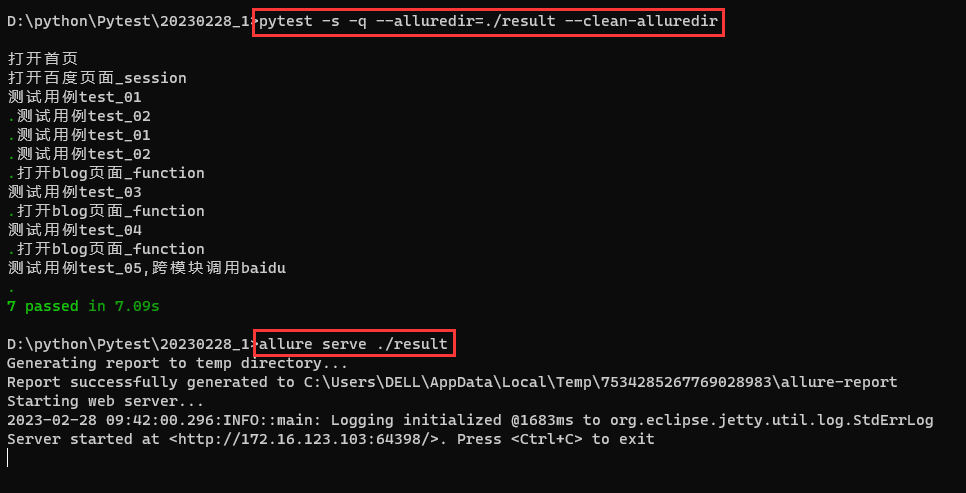 D:\python\Pytest\20230228_1>pytest -s -q --alluredir=./result --clean-alluredir
打开首页
打开百度页面_session
测试用例test_01
.测试用例test_02
.测试用例test_01
.测试用例test_02
.打开blog页面_function
测试用例test_03
.打开blog页面_function
测试用例test_04
.打开blog页面_function
测试用例test_05,跨模块调用baidu
.
7 passed in 7.09s
D:\python\Pytest\20230228_1>allure serve ./result
Generating report to temp directory...
Report successfully generated to C:\Users\DELL\AppData\Local\Temp\7534285267769028983\allure-report
Starting web server...
2023-02-28 09:42:00.296:INFO::main: Logging initialized @1683ms to org.eclipse.jetty.util.log.StdErrLog
Server started at <http://172.16.123.103:64398/>. Press <Ctrl+C> to exit